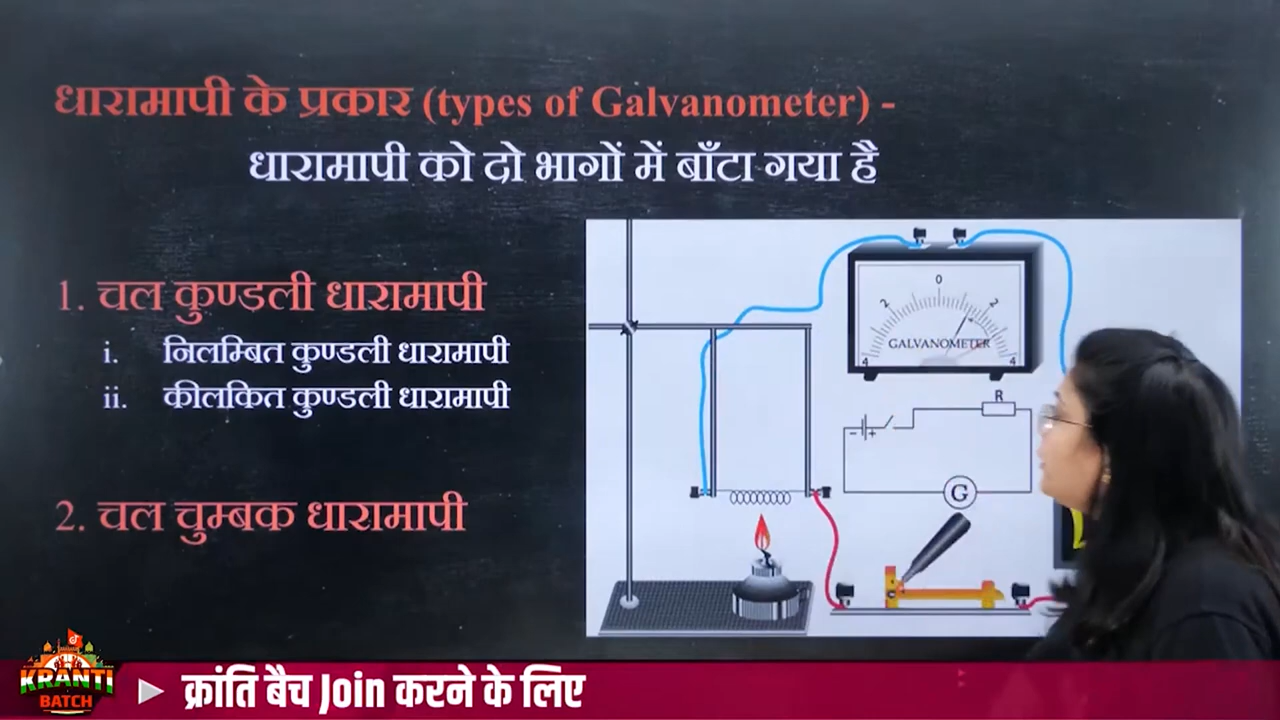 धारामापी के प्रकार (types of Galvanometer) -
धारामापी को दो भागों में बाँटा गया है
1. चल कुण्डली धारामापी
i. निलम्बित कुण्डली धारामापी
ii. कीलकित कुण्डली धारामापी
2. चल चुम्बक धारामापी
0
2 2
4 GALVANOMETER 4
R
- +
G
KRANTI
BATCH
क्रांति बैच Join करने के लिए